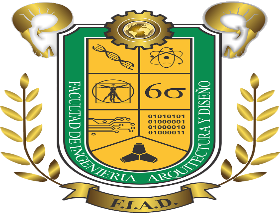 FACULTAD DE INGENIERÍA ARQUITECTURA Y DISEÑO
6σ
01010101
01000001
01000010
01000011
F.I.A.D.